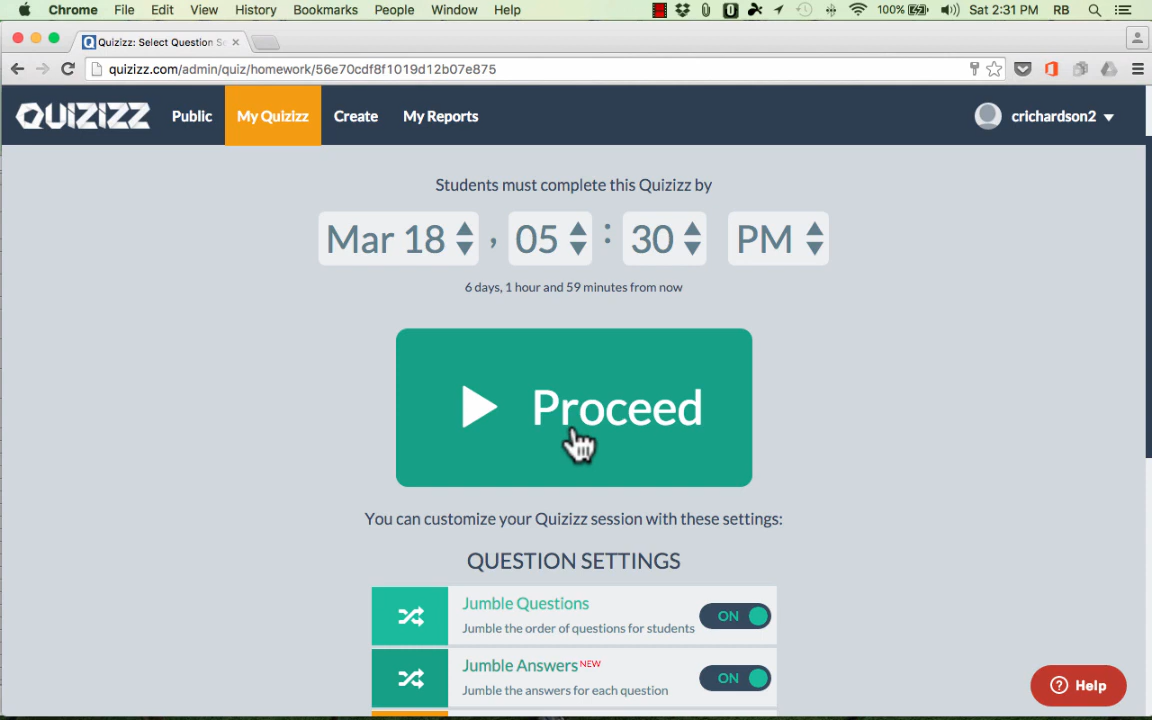 Chrome File Edit View History Bookmarks People Window Help 100% Sat 2:31 PM RB
Quizizz: Select Question Se
quizizz.com/admin/quiz/homework/56e70cdf8f1019d12b07e875
QUIZIZZ Public My Quizizz Create My Reports crichardson2
Students must complete this Quizizz by
Mar 18 , 05 : 30 PM
6 days, 1 hour and 59 minutes from now
Proceed
You can customize your Quizizz session with these settings:
QUESTION SETTINGS
Jumble Questions
Jumble the order of questions for students ON
Jumble Answers NEW
Jumble the answers for each question ON
Help